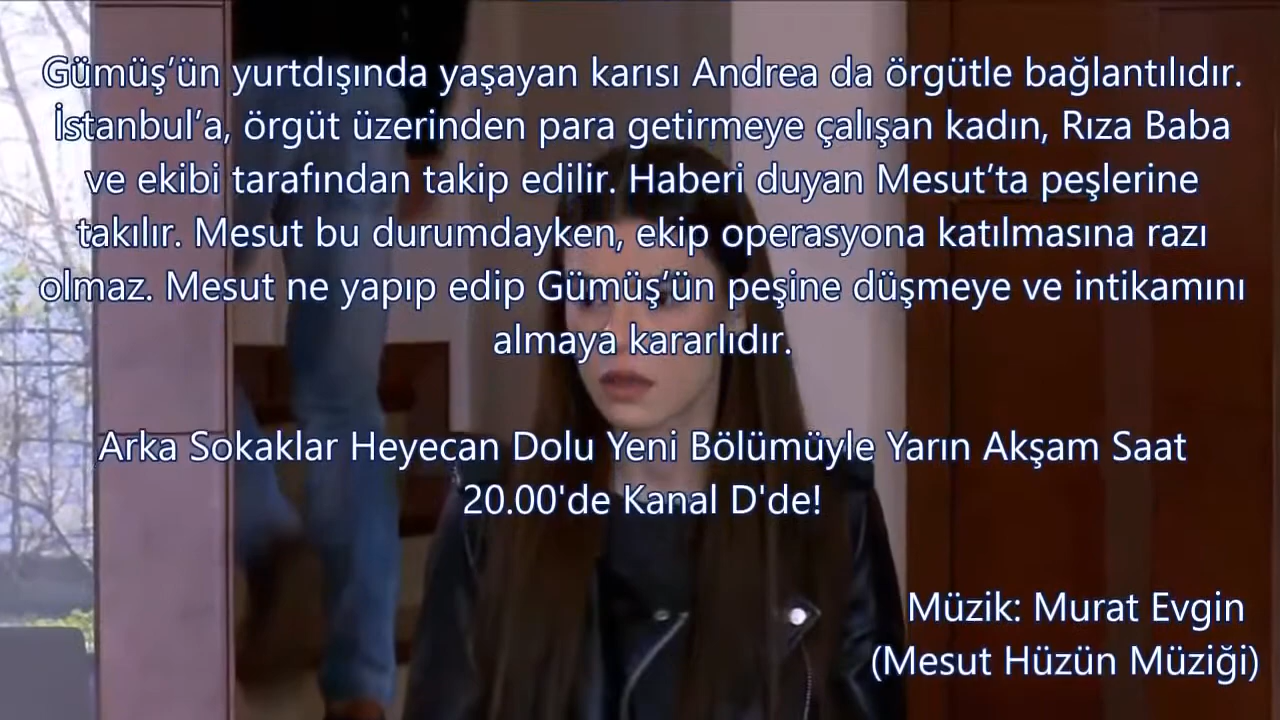 Gümüş’ün yurtdışında yaşayan karısı Andrea da örgütle bağlantılıdır.
İstanbul’a, örgüt üzerinden para getirmeye çalışan kadın, Rıza Baba
ve ekibi tarafından takip edilir. Haberi duyan Mesut’ta peşlerine
takılır. Mesut bu durumdayken, ekip operasyona katılmasına razı
olmaz. Mesut ne yapıp edip Gümüş’ün peşine düşmeye ve intikamını
almaya kararlıdır.
Arka Sokaklar Heyecan Dolu Yeni Bölümüyle Yarın Akşam Saat
20.00'de Kanal D'de!
Müzik: Murat Evgin
(Mesut Hüzün Müziği)